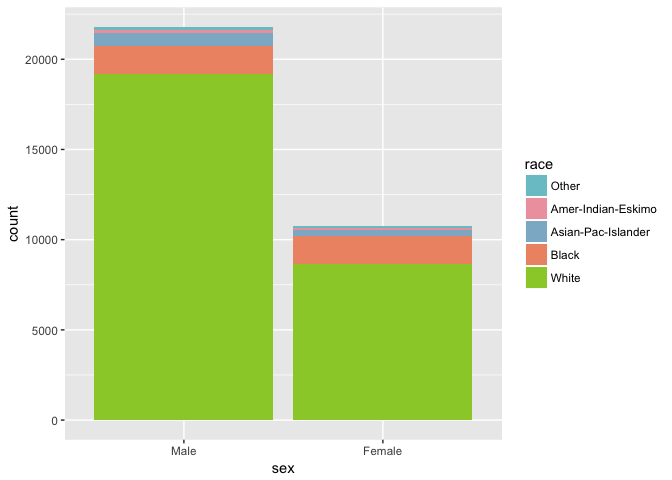 20000
15000
10000
5000
0
count
Male
Female
sex
race
Other
Amer-Indian-Eskimo
Asian-Pac-Islander
Black
White